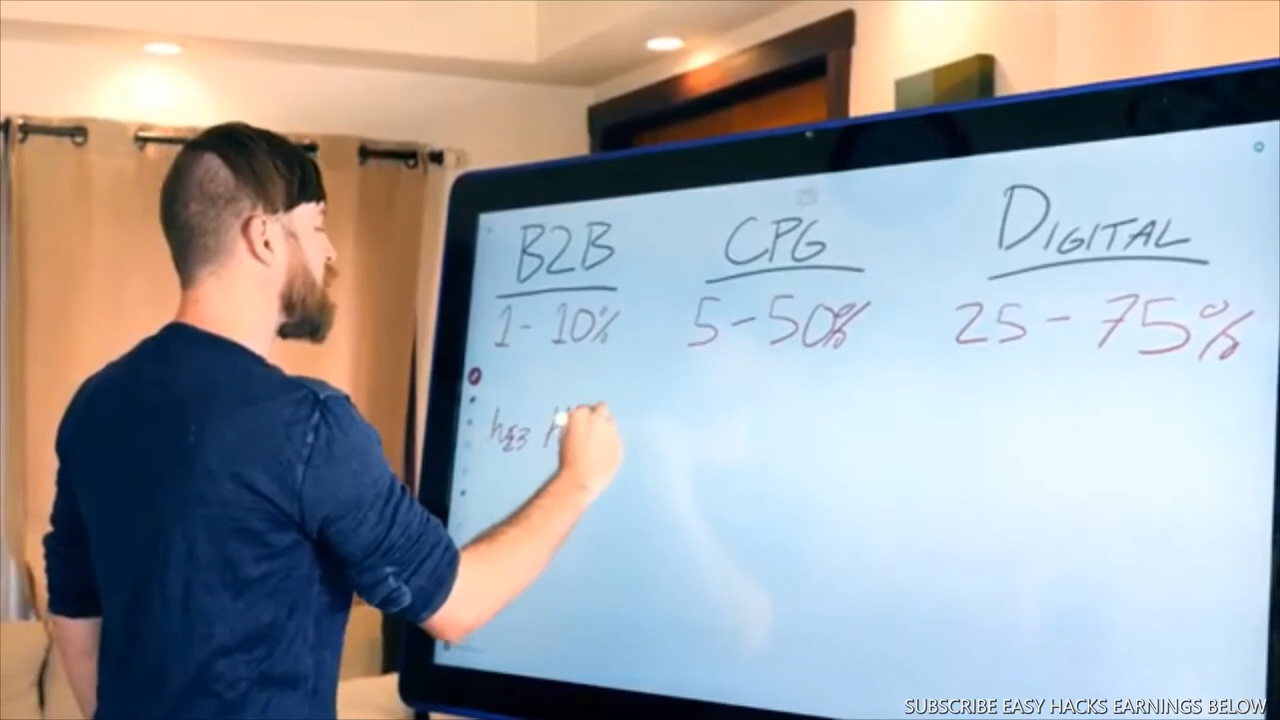 B2B CPG DIGITAL
1-10% 5-50% 25-75%
SUBSCRIBE EASY HACKS EARNINGS BELOW